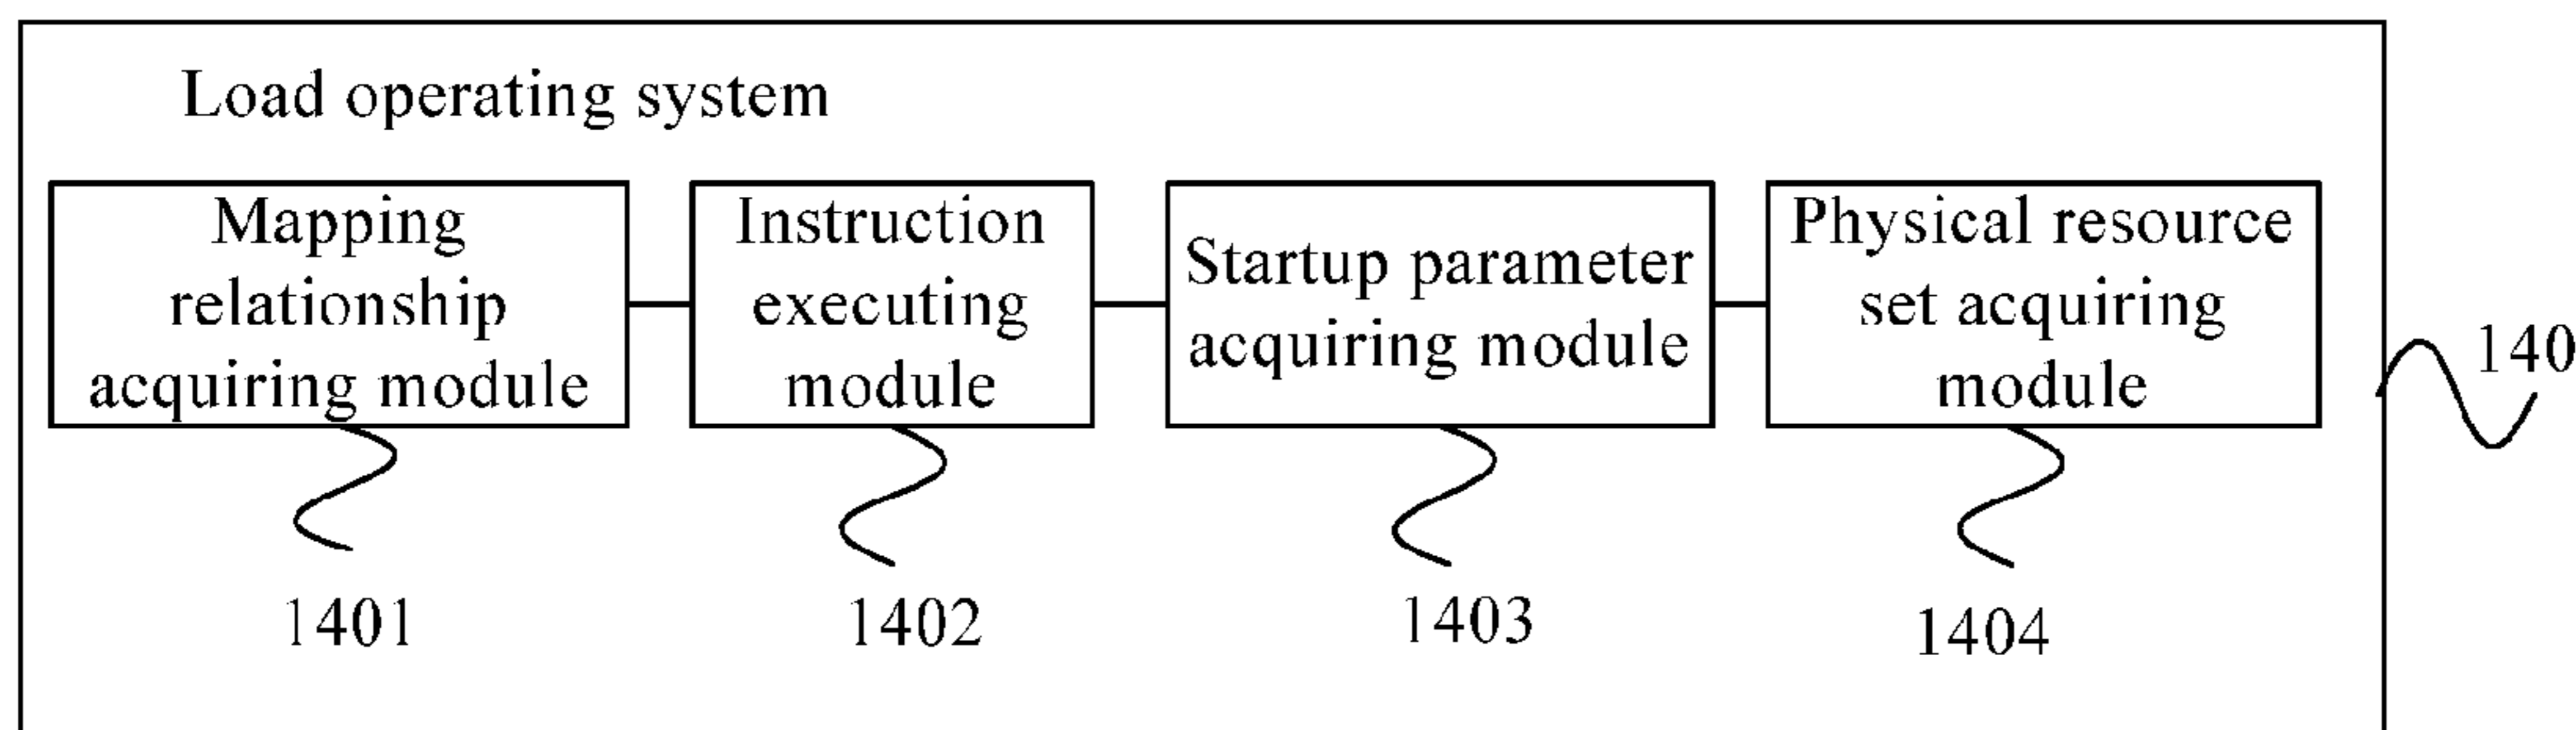 Load operating system
Mapping
relationship
acquiring module
Instruction
executing
module
Startup parameter
acquiring module
Physical resource
set acquiring
module
140
1401
1402
1403
1404